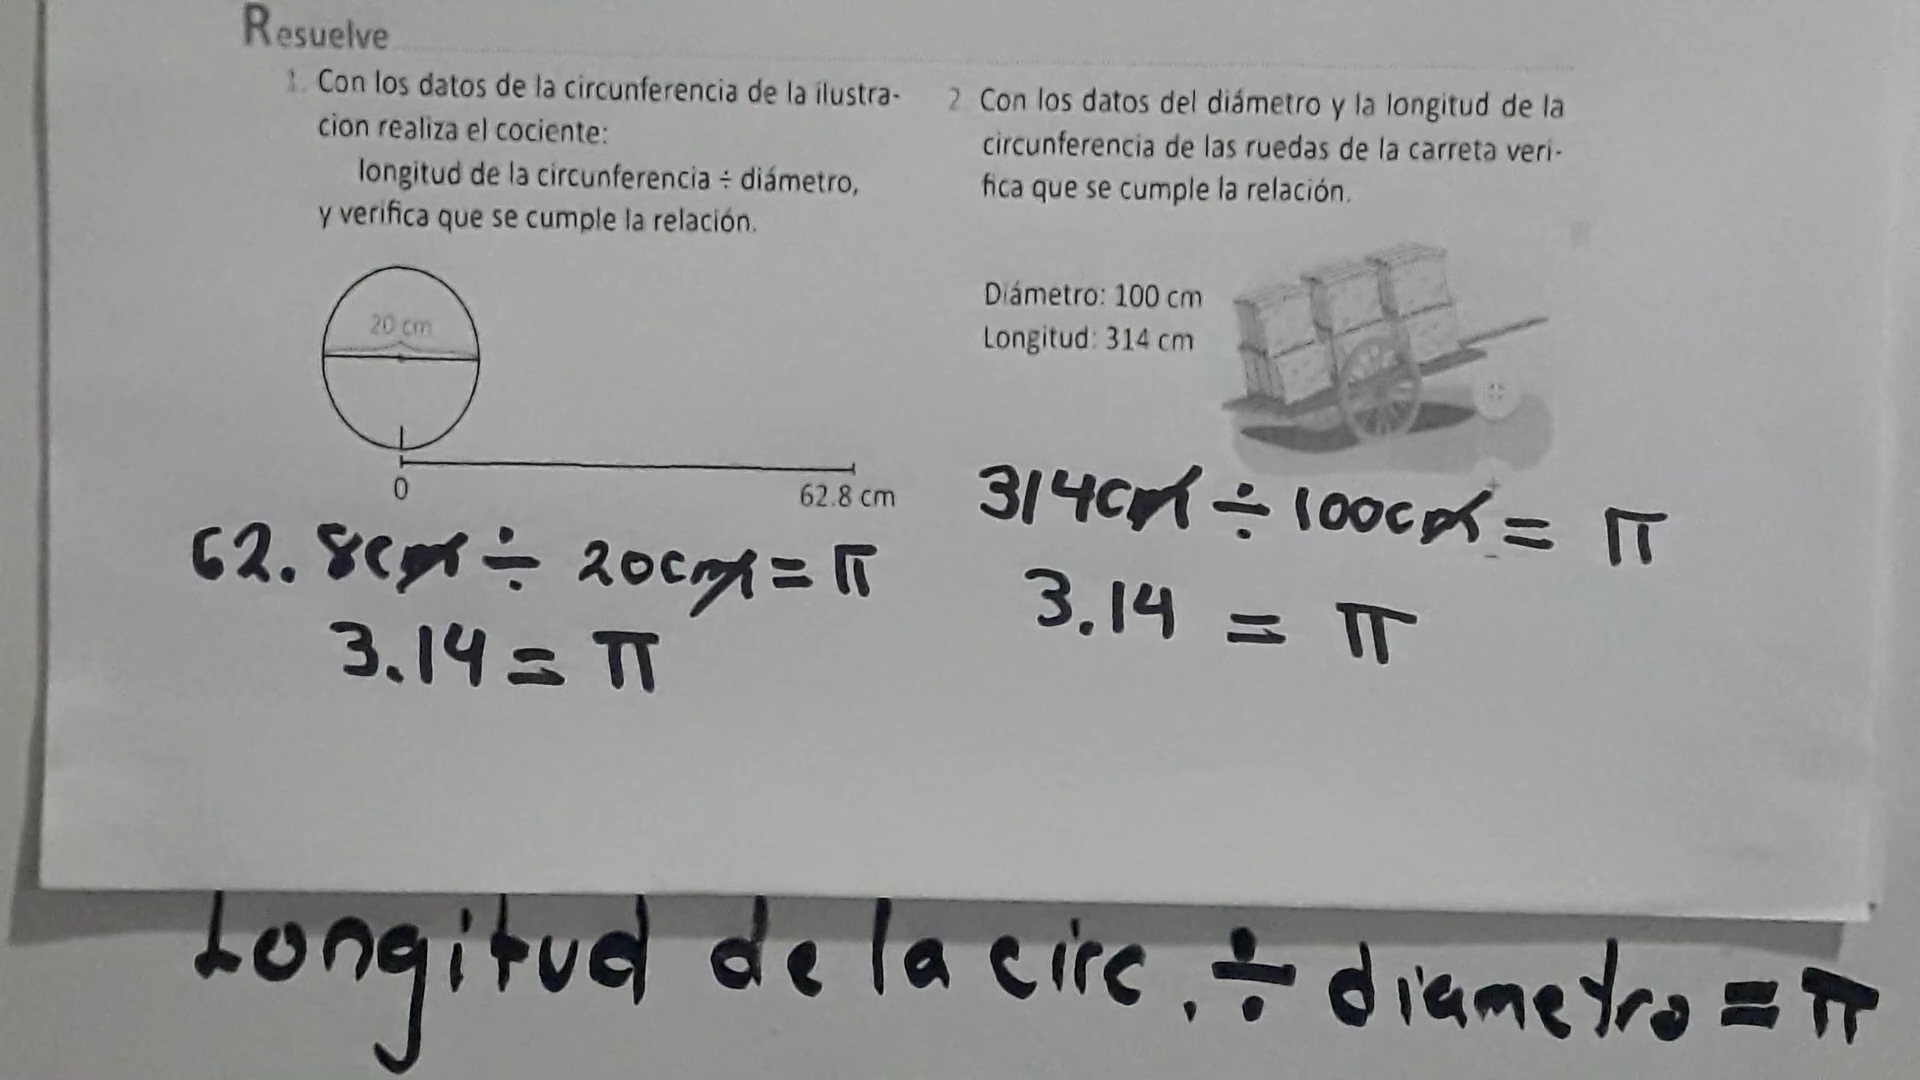 Resuelve
1. Con los datos de la circunferencia de la ilustra-
cion realiza el cociente:
longitud de la circunferencia ÷ diámetro,
y verifica que se cumple la relación.
20 cm
0
62.8 cm
62.8cm ÷ 20cm = π
3.14 = π
2. Con los datos del diámetro y la longitud de la
circunferencia de las ruedas de la carreta veri-
fica que se cumple la relación.
Diámetro: 100 cm
Longitud: 314 cm
314cm ÷ 100cm = π
3.14 = π
Longitud de la circ. ÷ diametro = π